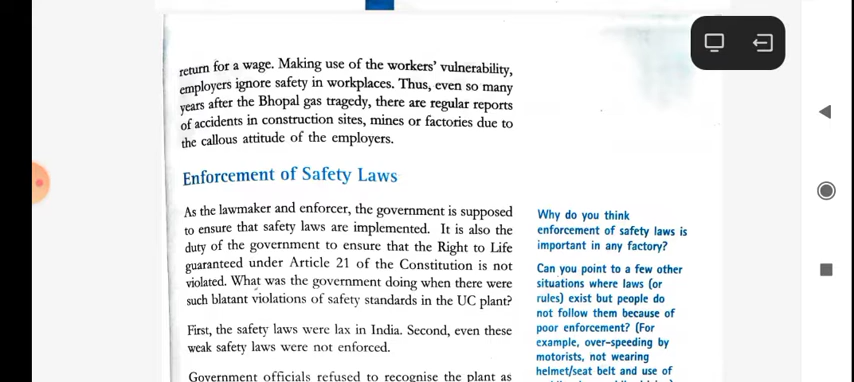 return for a wage. Making use of the workers' vulnerability,
employers ignore safety in workplaces. Thus, even so many
years after the Bhopal gas tragedy, there are regular reports
of accidents in construction sites, mines or factories due to
the callous attitude of the employers.
Enforcement of Safety Laws
As the lawmaker and enforcer, the government is supposed
to ensure that safety laws are implemented. It is also the
duty of the government to ensure that the Right to Life
guaranteed under Article 21 of the Constitution is not
violated. What was the government doing when there were
such blatant violations of safety standards in the UC plant?
First, the safety laws were lax in India. Second, even these
weak safety laws were not enforced.
Government officials refused to recognise the plant as
Why do you think
enforcement of safety laws is
important in any factory?
Can you point to a few other
situations where laws (or
rules) exist but people do
not follow them because of
poor enforcement? (For
example, over-speeding by
motorists, not wearing
helmet/seat belt and use of